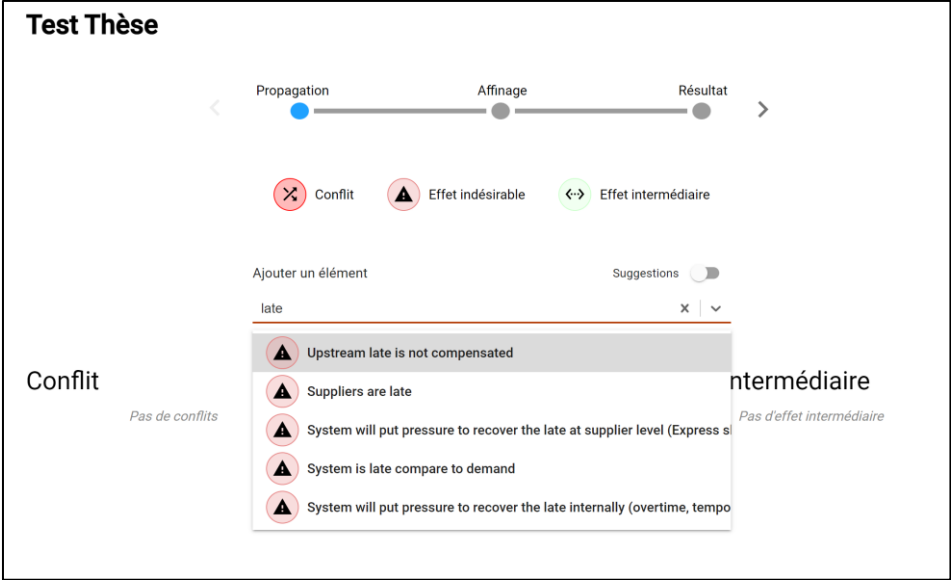 Test Thèse
Propagation Affinage Résultat
Conflit Effet indésirable Effet intermédiaire
Ajouter un élément Suggestions
late
Upstream late is not compensated
Suppliers are late
System will put pressure to recover the late at supplier level (Express
System is late compare to demand
System will put pressure to recover the late internally (overtime,
Conflit ntermédiaire
Pas de conflits Pas d'effet intermédiaire